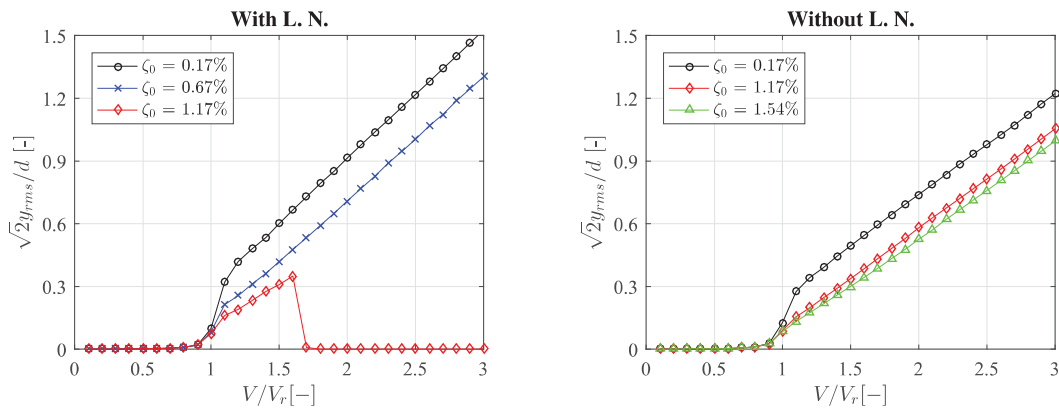 With L. N.
1.5
1.2
0.9
0.6
0.3
0
√2y_rms/d [-]
ζ₀ = 0.17%
ζ₀ = 0.67%
ζ₀ = 1.17%
0 0.5 1 1.5 2 2.5 3
V/V_r[−]
Without L. N.
1.5
1.2
0.9
0.6
0.3
0
√2y_rms/d [-]
ζ₀ = 0.17%
ζ₀ = 1.17%
ζ₀ = 1.54%
0 0.5 1 1.5 2 2.5 3
V/V_r[−]